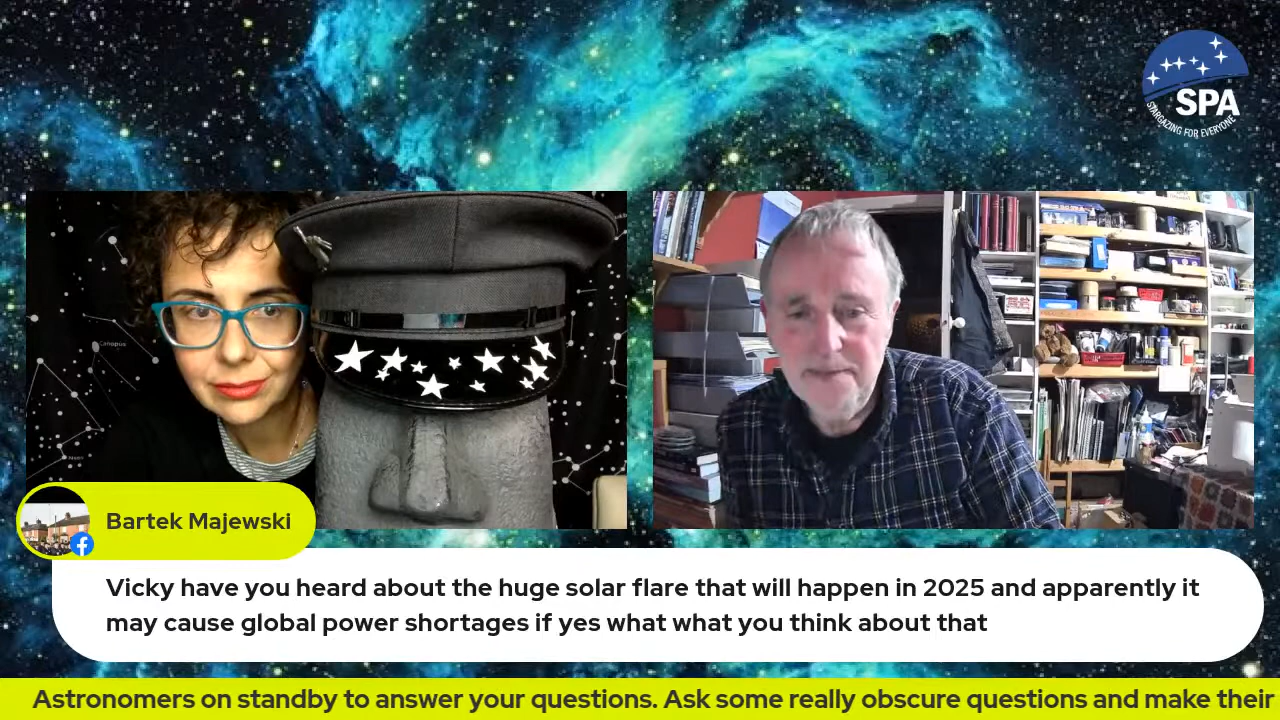 SPA
STARGAZING FOR EVERYONE
Canopus
Bartek Majewski
Vicky have you heard about the huge solar flare that will happen in 2025 and apparently it
may cause global power shortages if yes what what you think about that
Astronomers on standby to answer your questions. Ask some really obscure questions and make their